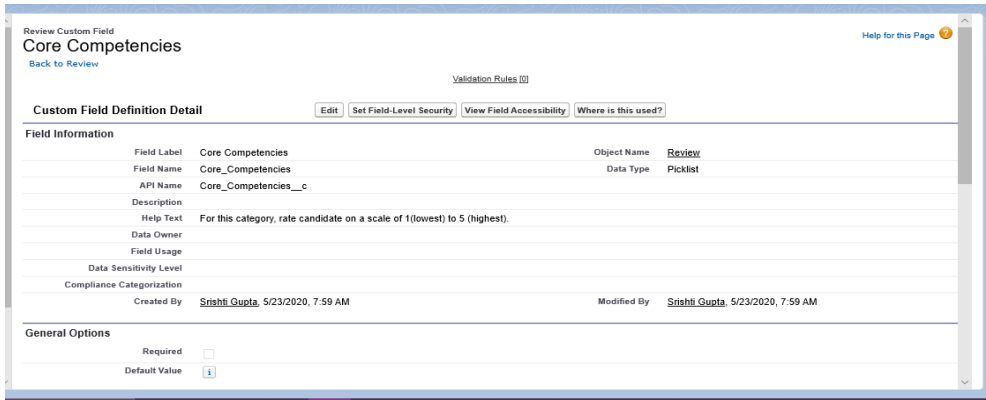 Review Custom Field
Core Competencies
Help for this Page ?
Back to Review
Validation Rules [0]
Custom Field Definition Detail Edit Set Field-Level Security View Field Accessibility Where is this used?
Field Information
Field Label Core Competencies Object Name Review
Field Name Core_Competencies Data Type Picklist
API Name Core_Competencies__c
Description
Help Text For this category, rate candidate on a scale of 1(lowest) to 5 (highest).
Data Owner
Field Usage
Data Sensitivity Level
Compliance Categorization
Created By Srishti Gupta, 5/23/2020, 7:59 AM Modified By Srishti Gupta, 5/23/2020, 7:59 AM
General Options
Required
Default Value i